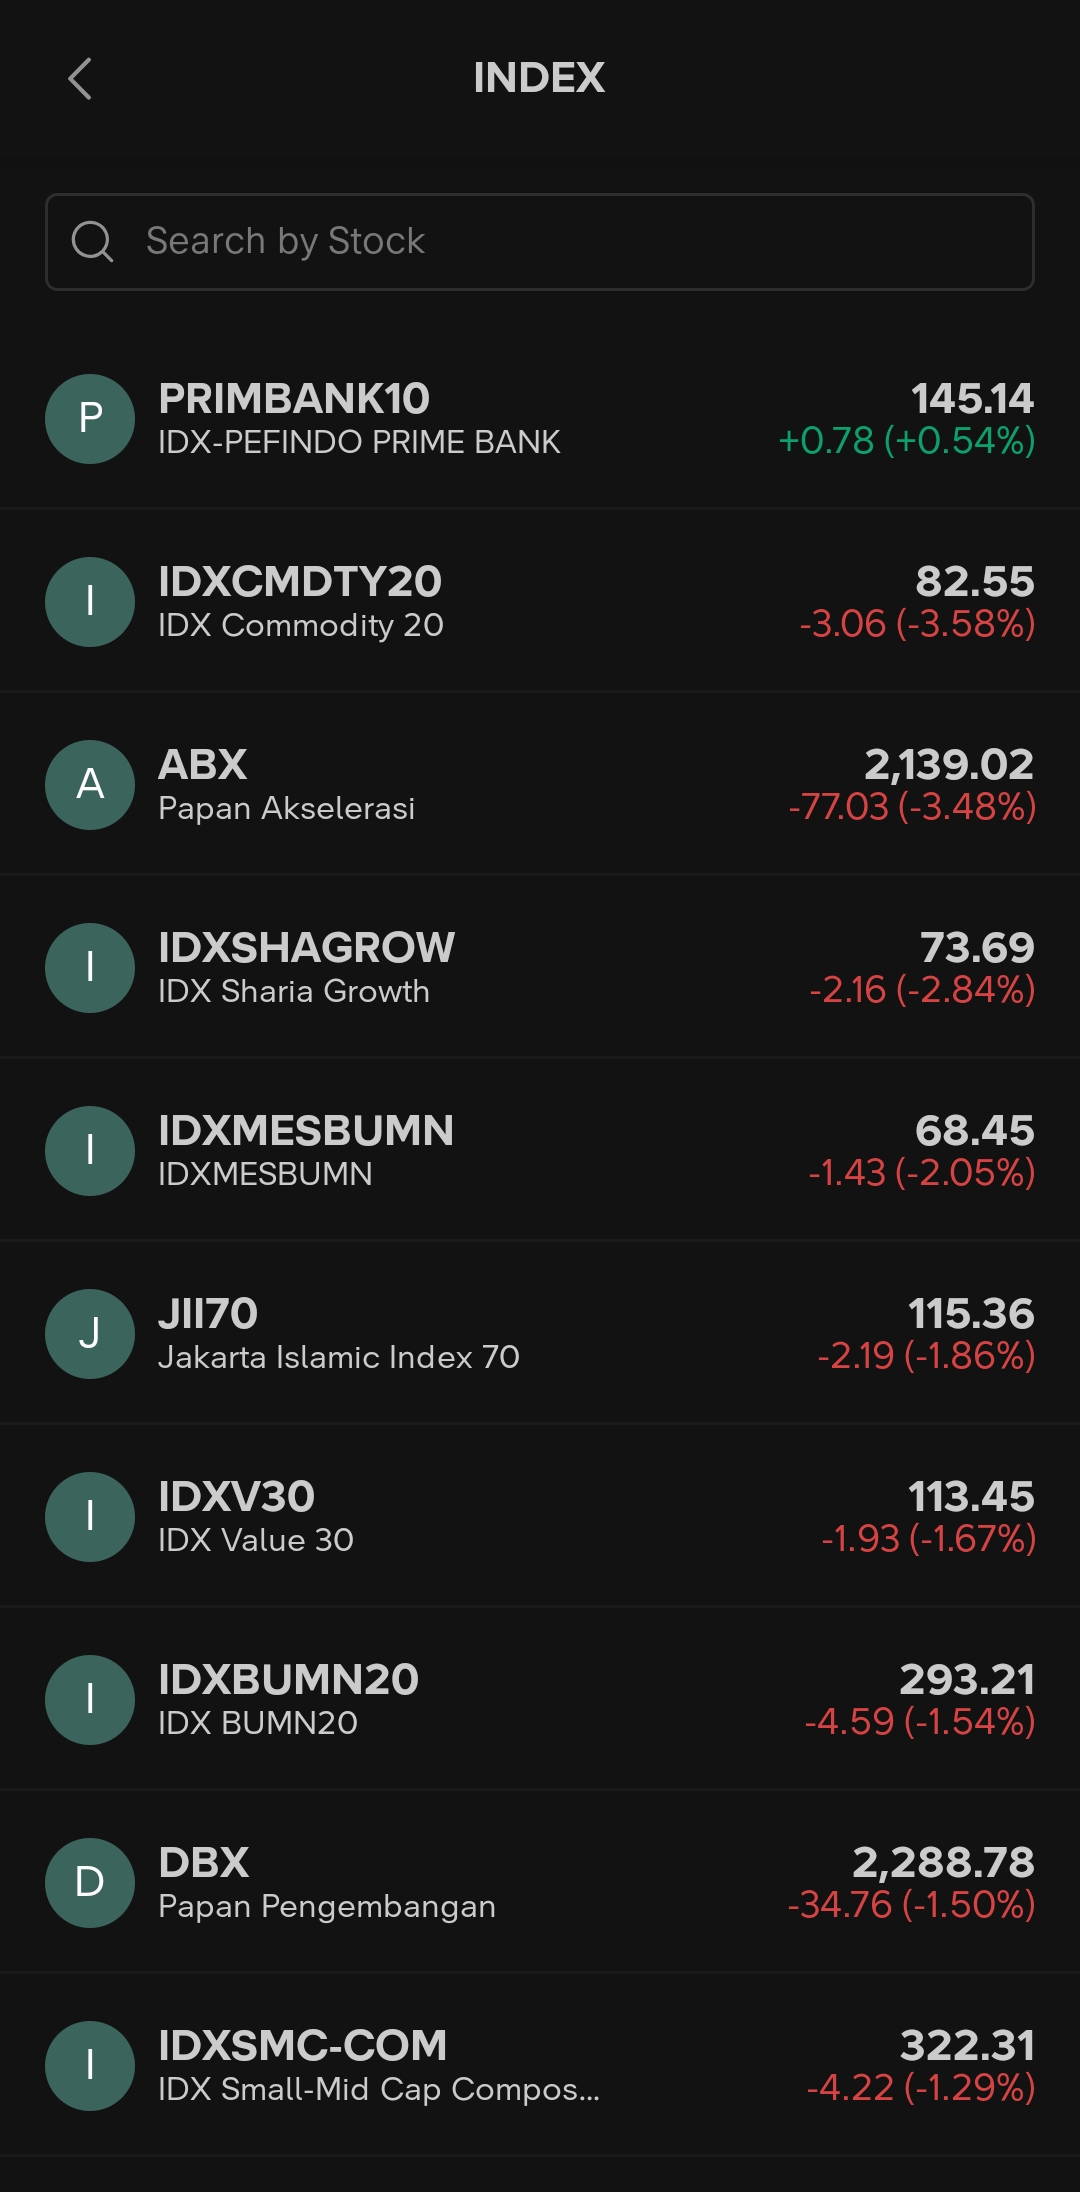 INDEX
Search by Stock
P
PRIMBANK10
145.14
IDX-PEFINDO PRIME BANK
+0.78 (+0.54%)
I
IDXCMDTY20
82.55
IDX Commodity 20
-3.06 (-3.58%)
A
ABX
2,139.02
Papan Akselerasi
-77.03 (-3.48%)
I
IDXSHAGROW
73.69
IDX Sharia Growth
-2.16 (-2.84%)
I
IDXMESBUMN
68.45
IDXMESBUMN
-1.43 (-2.05%)
J
JII70
115.36
Jakarta Islamic Index 70
-2.19 (-1.86%)
I
IDXV30
113.45
IDX Value 30
-1.93 (-1.67%)
I
IDXBUMN20
293.21
IDX BUMN20
-4.59 (-1.54%)
D
DBX
2,288.78
Papan Pengembangan
-34.76 (-1.50%)
I
IDXSMC-COM
322.31
IDX Small-Mid Cap Compos...
-4.22 (-1.29%)